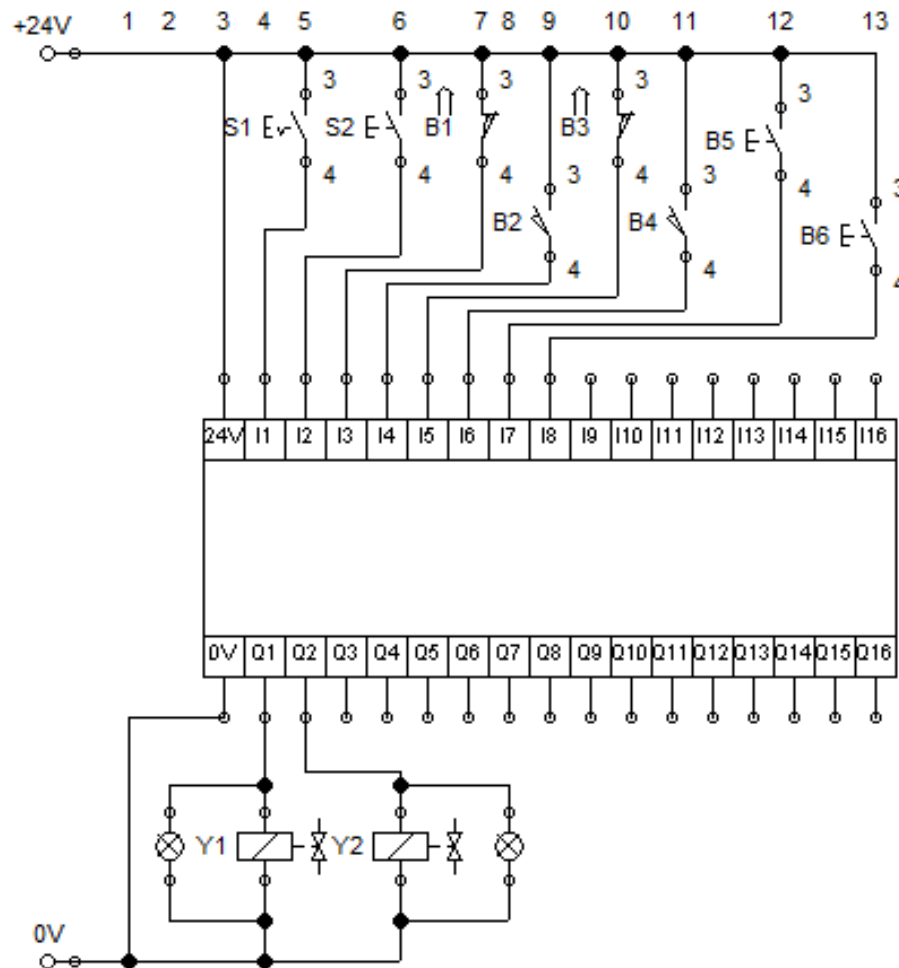 +24V 1 2 3 4 5 6 7 8 9 10 11 12 13
3 3 3 3 3
S1 S2 B1 B3 B5
4 4 4 4 3 3 4 3
B2 B4 B6
4 4 4
24V I1 I2 I3 I4 I5 I6 I7 I8 I9 I10 I11 I12 I13 I14 I15 I16
0V Q1 Q2 Q3 Q4 Q5 Q6 Q7 Q8 Q9 Q10 Q11 Q12 Q13 Q14 Q15 Q16
Y1 Y2
0V